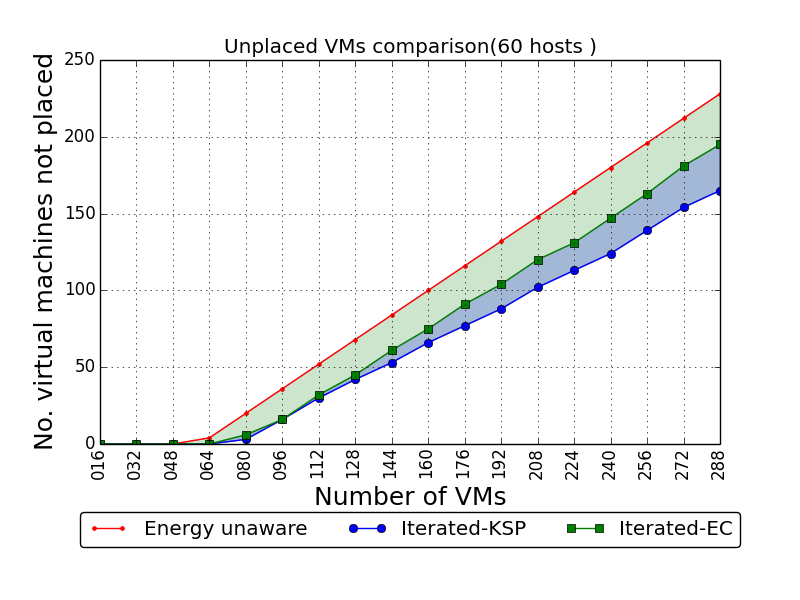 Unplaced VMs comparison(60 hosts )
No. virtual machines not placed
250
200
150
100
50
0
016 032 048 064 080 096 112 128 144 160 176 192 208 224 240 256 272 288
Number of VMs
Energy unaware Iterated-KSP Iterated-EC